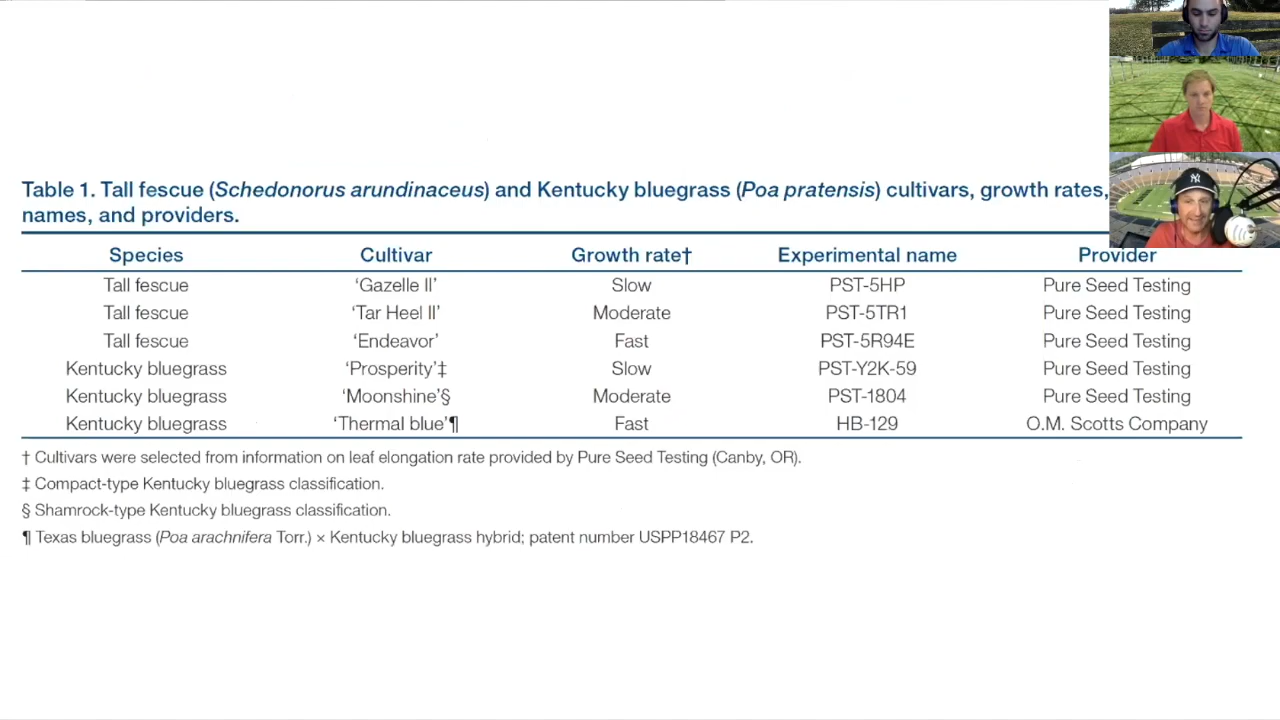 Table 1. Tall fescue (Schedonorus arundinaceus) and Kentucky bluegrass (Poa pratensis) cultivars, growth rates,
names, and providers.
Species Cultivar Growth rate† Experimental name Provider
Tall fescue ‘Gazelle II’ Slow PST-5HP Pure Seed Testing
Tall fescue ‘Tar Heel II’ Moderate PST-5TR1 Pure Seed Testing
Tall fescue ‘Endeavor’ Fast PST-5R94E Pure Seed Testing
Kentucky bluegrass ‘Prosperity’‡ Slow PST-Y2K-59 Pure Seed Testing
Kentucky bluegrass ‘Moonshine’§ Moderate PST-1804 Pure Seed Testing
Kentucky bluegrass ‘Thermal blue’¶ Fast HB-129 O.M. Scotts Company
† Cultivars were selected from information on leaf elongation rate provided by Pure Seed Testing (Canby, OR).
‡ Compact-type Kentucky bluegrass classification.
§ Shamrock-type Kentucky bluegrass classification.
¶ Texas bluegrass (Poa arachnifera Torr.) × Kentucky bluegrass hybrid; patent number USPP18467 P2.